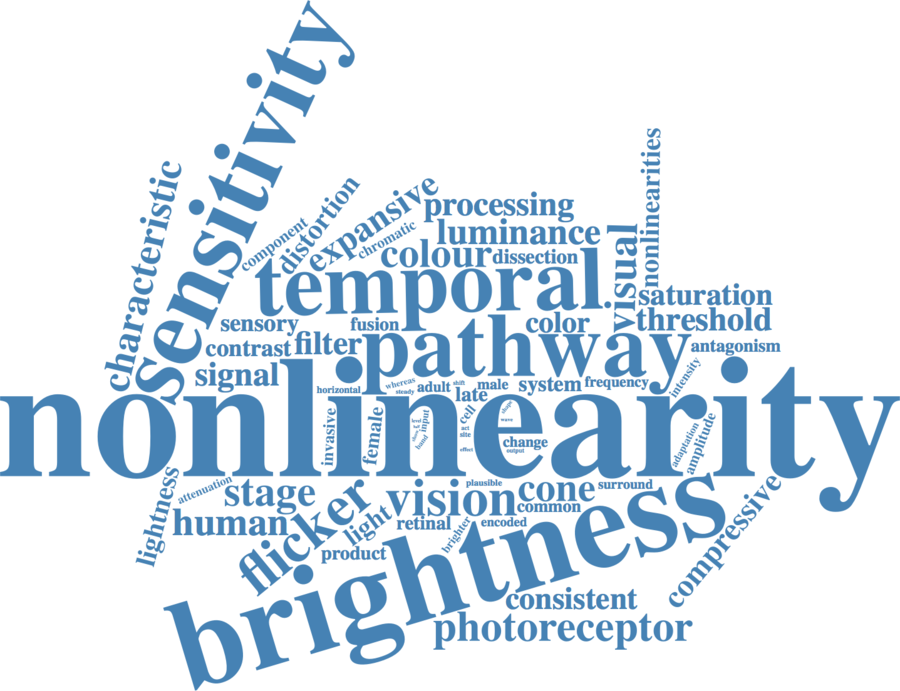 sensitivity
characteristic
nonlinearities
component
distortion
expansive
chromatic
processing
luminance
colour
dissection
temporal
visual
saturation
threshold
sensory
fusion
color
contrast
filter
pathway
antagonism
signal
horizontal
whereas
steady
adult
shift
male
late
system
frequency
intensity
nonlinearity
invasive
female
level
input
band
cell
act
site
effect
shape
change
output
adaptation
amplitude
lightness
attenuation
stage
human
flicker
light
vision
plausible
cone
common
surround
retinal
encoded
brighter
product
brightness
compressive
consistent
photoreceptor